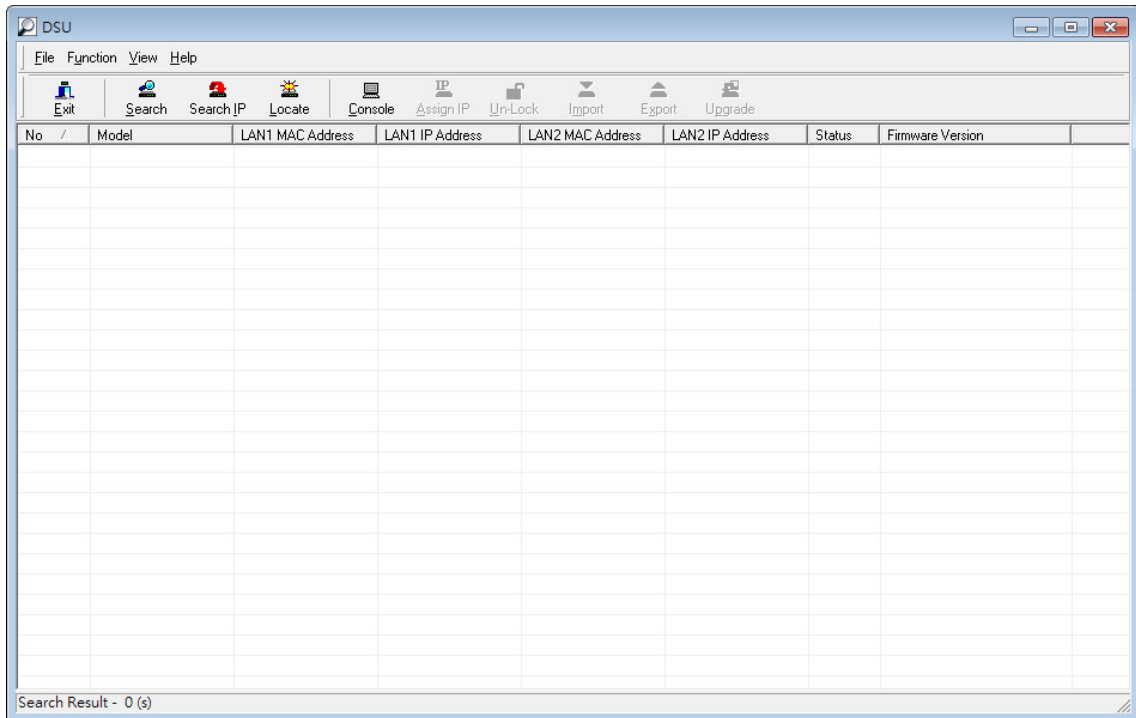 DSU
File Function View Help
Exit Search Search IP Locate Console Assign IP Un-Lock Import Export Upgrade
No Model LAN1 MAC Address LAN1 IP Address LAN2 MAC Address LAN2 IP Address Status Firmware Version
Search Result - 0 (s)